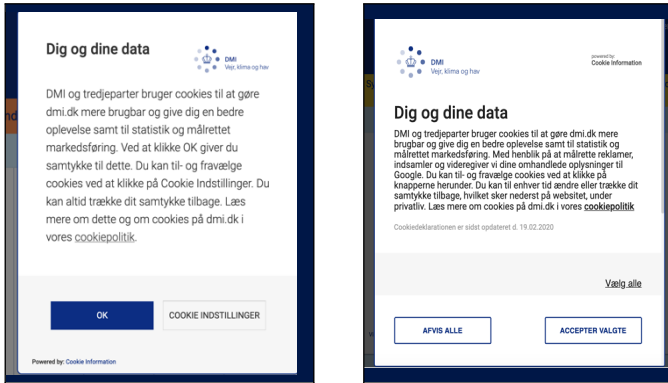 Dig og dine data
DMI
Vejr, klima og hav
DMI og tredjeparter bruger cookies til at gøre
dmi.dk mere brugbar og give dig en bedre
oplevelse samt til statistik og målrettet
markedsføring. Ved at klikke OK giver du
samtykke til dette. Du kan til- og fravælge
cookies ved at klikke på Cookie Indstillinger. Du
kan altid trække dit samtykke tilbage. Læs
mere om dette og om cookies på dmi.dk i
vores cookiepolitik.
OK
COOKIE INDSTILLINGER
Powered by: Cookie Information
DMI
Vejr, klima og hav
powered by
Cookie Information
Dig og dine data
DMI og tredjeparter bruger cookies til at gøre dmi.dk mere
brugbar og give dig en bedre oplevelse samt til statistik og
målrettet markedsføring. Med henblik på at målrette reklamer,
indsamler og videregiver vi dine omhandlede oplysninger til
Google. Du kan til- og fravælge cookies ved at klikke på
knapperne herunder. Du kan til enhver tid ændre eller trække dit
samtykke tilbage, hvilket sker nederst på websitet, under
privatliv. Læs mere om cookies på dmi.dk i vores cookiepolitik
Cookiedeklarationen er sidst opdateret d. 19.02.2020
Vælg alle
AFVIS ALLE
ACCEPTER VALGTE